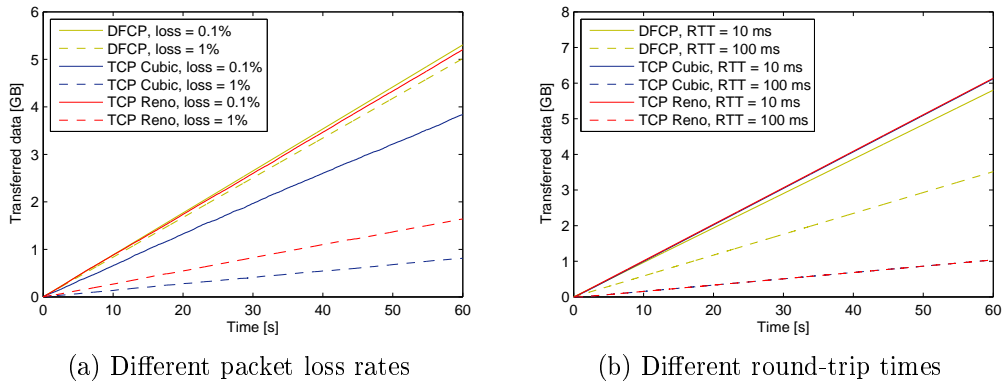 6
5
4
3
2
1
0
0
10
20
30
40
50
60
Transferred data [GB]
Time [s]
DFCP, loss = 0.1%
DFCP, loss = 1%
TCP Cubic, loss = 0.1%
TCP Cubic, loss = 1%
TCP Reno, loss = 0.1%
TCP Reno, loss = 1%
(a) Different packet loss rates
8
7
6
5
4
3
2
1
0
0
10
20
30
40
50
60
Transferred data [GB]
Time [s]
DFCP, RTT = 10 ms
DFCP, RTT = 100 ms
TCP Cubic, RTT = 10 ms
TCP Cubic, RTT = 100 ms
TCP Reno, RTT = 10 ms
TCP Reno, RTT = 100 ms
(b) Different round-trip times